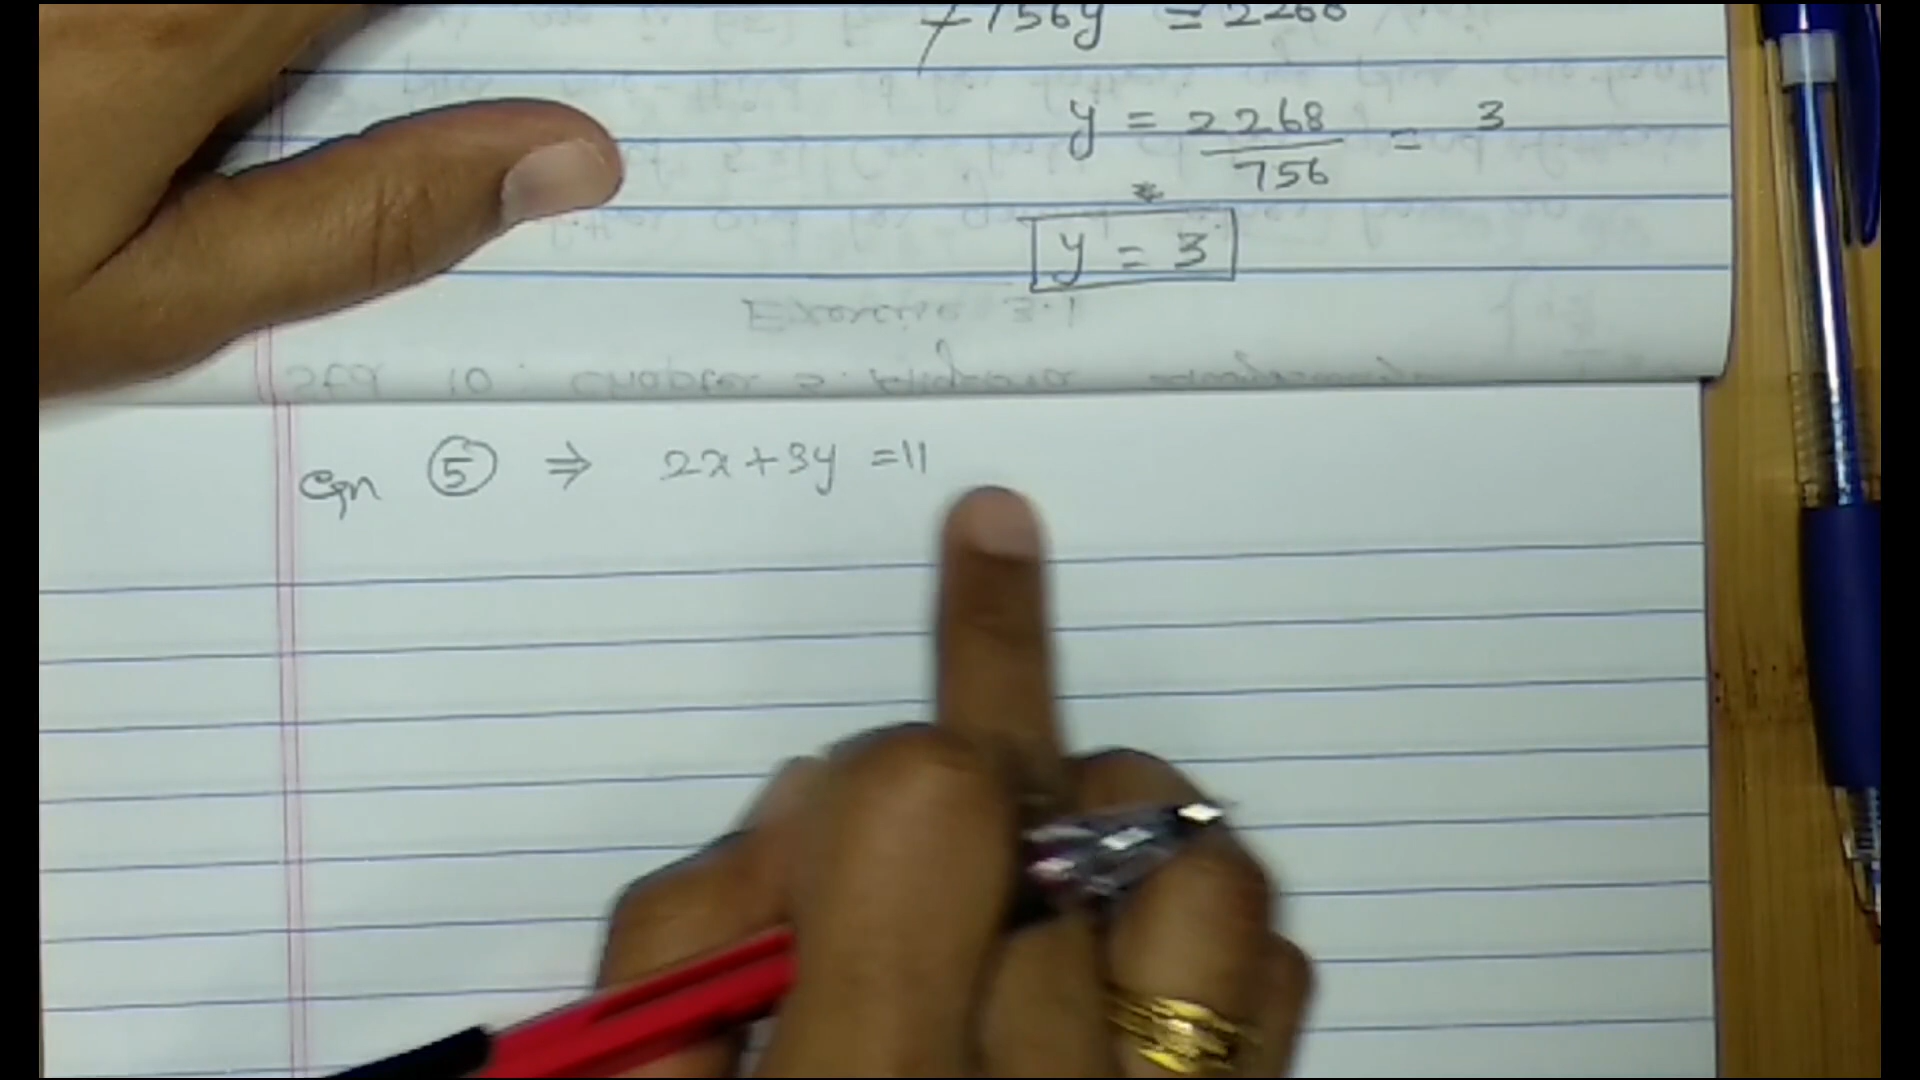 756y = 2268
y = 2268/756 = 3
* y = 3
Eqn ⑤ ⇒ 2x+3y =11